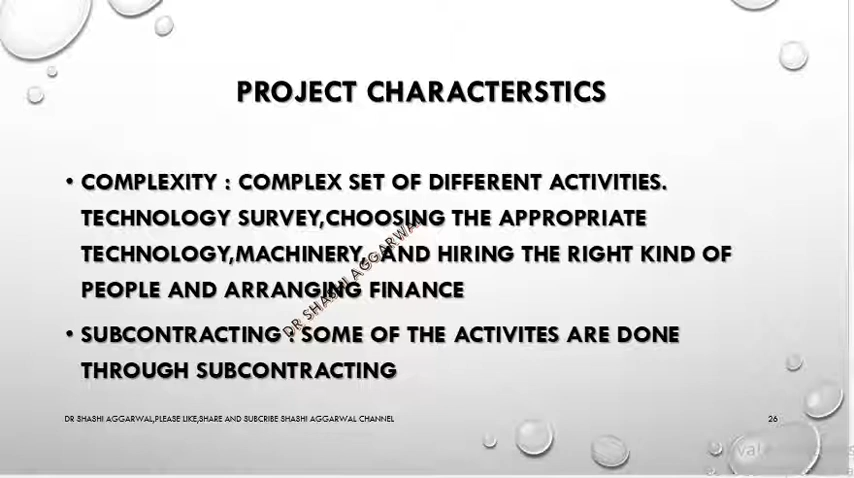 PROJECT CHARACTERSTICS
• COMPLEXITY : COMPLEX SET OF DIFFERENT ACTIVITIES.
TECHNOLOGY SURVEY,CHOOSING THE APPROPRIATE
TECHNOLOGY,MACHINERY, AND HIRING THE RIGHT KIND OF
PEOPLE AND ARRANGING FINANCE
DR SHASHI AGGARWAL
• SUBCONTRACTING : SOME OF THE ACTIVITES ARE DONE
THROUGH SUBCONTRACTING
DR SHASHI AGGARWAL,PLEASE LIKE,SHARE AND SUBCRIBE SHASHI AGGARWAL CHANNEL
26